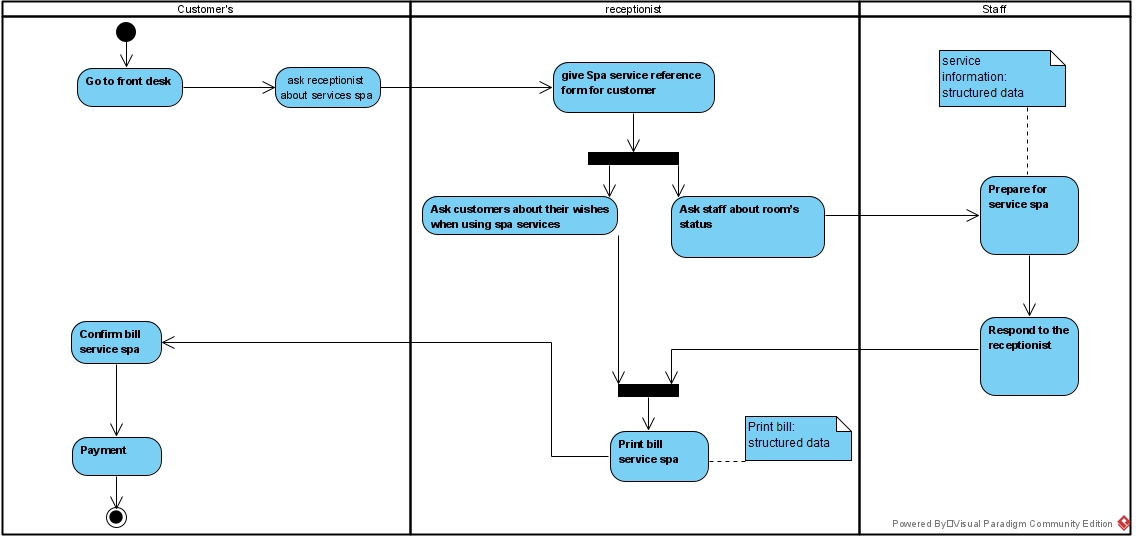 Customer's
receptionist
Staff
Go to front desk
ask receptionist
about services spa
give Spa service reference
form for customer
service
information:
structured data
Ask customers about their wishes
when using spa services
Ask staff about room's
status
Prepare for
service spa
Confirm bill
service spa
Respond to the
receptionist
Payment
Print bill
service spa
Print bill:
structured data
Powered By□Visual Paradigm Community Edition